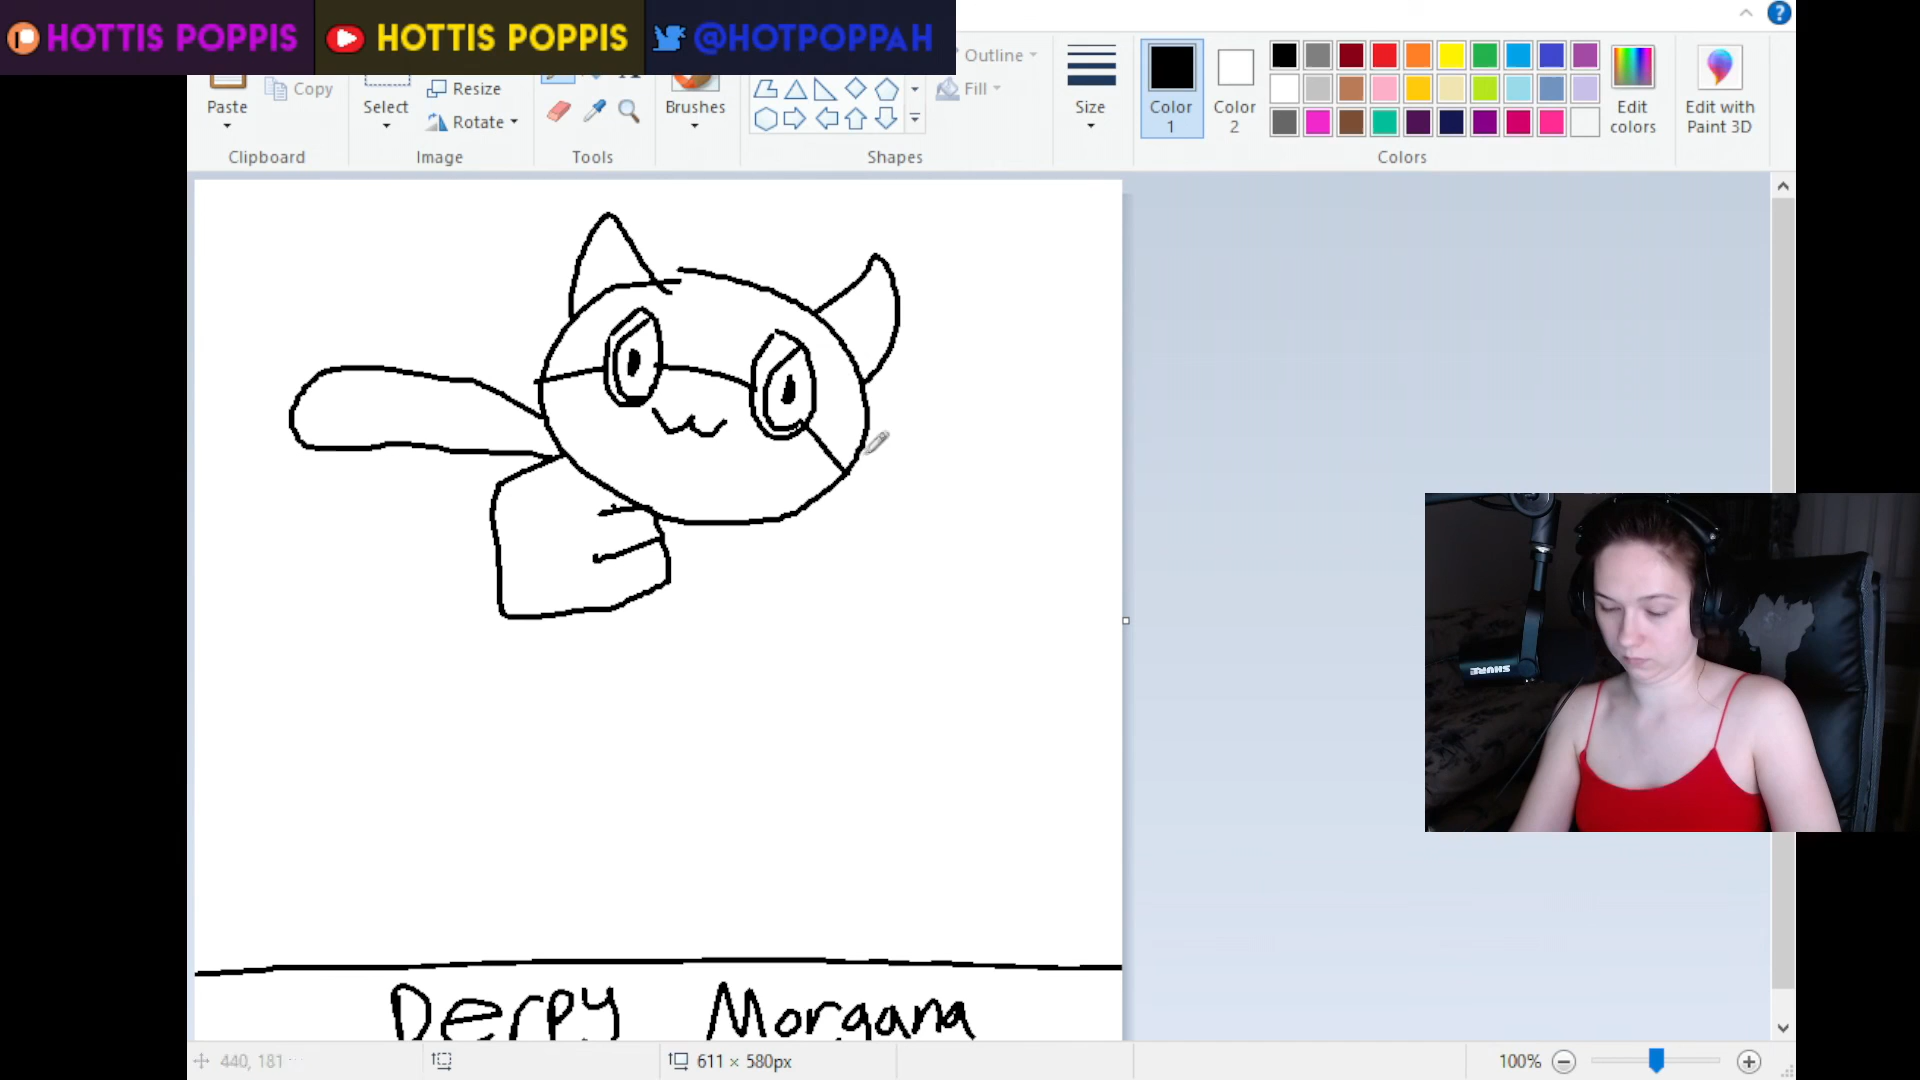 HOTTIS POPPIS HOTTIS POPPIS @HOTPOPPAH
Outline
Paste Copy Select Resize Rotate Brushes Fill Size Color 1 Color 2 Edit colors Edit with Paint 3D
Clipboard Image Tools Shapes Colors
SHURE
Derpy Morgana
440, 181 611 × 580px 100%